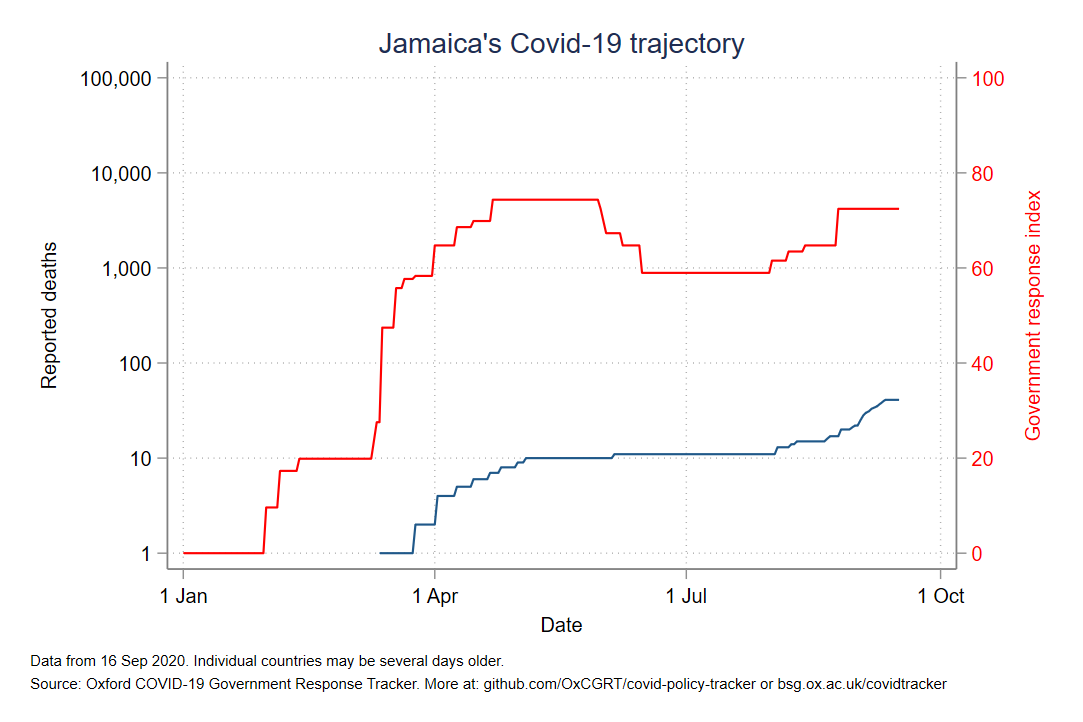 Jamaica's Covid-19 trajectory
100,000
10,000
1,000
100
10
1
Reported deaths
100
80
60
40
20
0
Government response index
1 Jan
1 Apr
1 Jul
1 Oct
Date
Data from 16 Sep 2020. Individual countries may be several days older.
Source: Oxford COVID-19 Government Response Tracker. More at: github.com/OxCGRT/covid-policy-tracker or bsg.ox.ac.uk/covidtracker